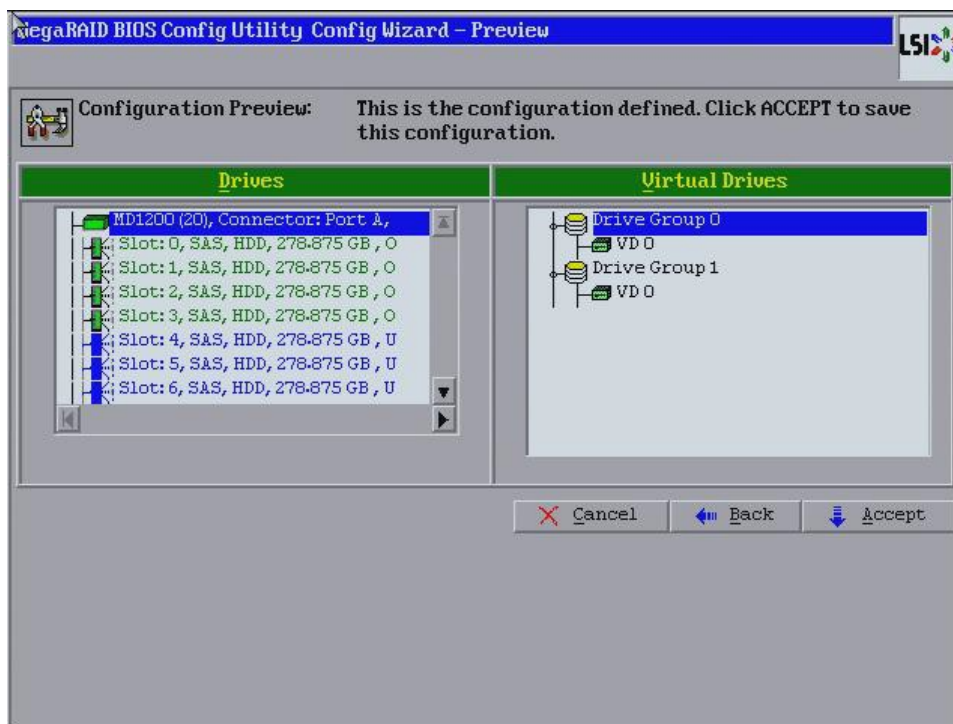 MegaRAID BIOS Config Utility Config Wizard – Preview
LSI
Configuration Preview: This is the configuration defined. Click ACCEPT to save
this configuration.
Drives
MD1200 (20), Connector: Port A,
Slot: 0, SAS, HDD, 278.875 GB , O
Slot: 1, SAS, HDD, 278.875 GB , O
Slot: 2, SAS, HDD, 278.875 GB , O
Slot: 3, SAS, HDD, 278.875 GB , O
Slot: 4, SAS, HDD, 278.875 GB , U
Slot: 5, SAS, HDD, 278.875 GB , U
Slot: 6, SAS, HDD, 278.875 GB , U
Virtual Drives
Drive Group 0
VD 0
Drive Group 1
VD 0
Cancel
Back
Accept